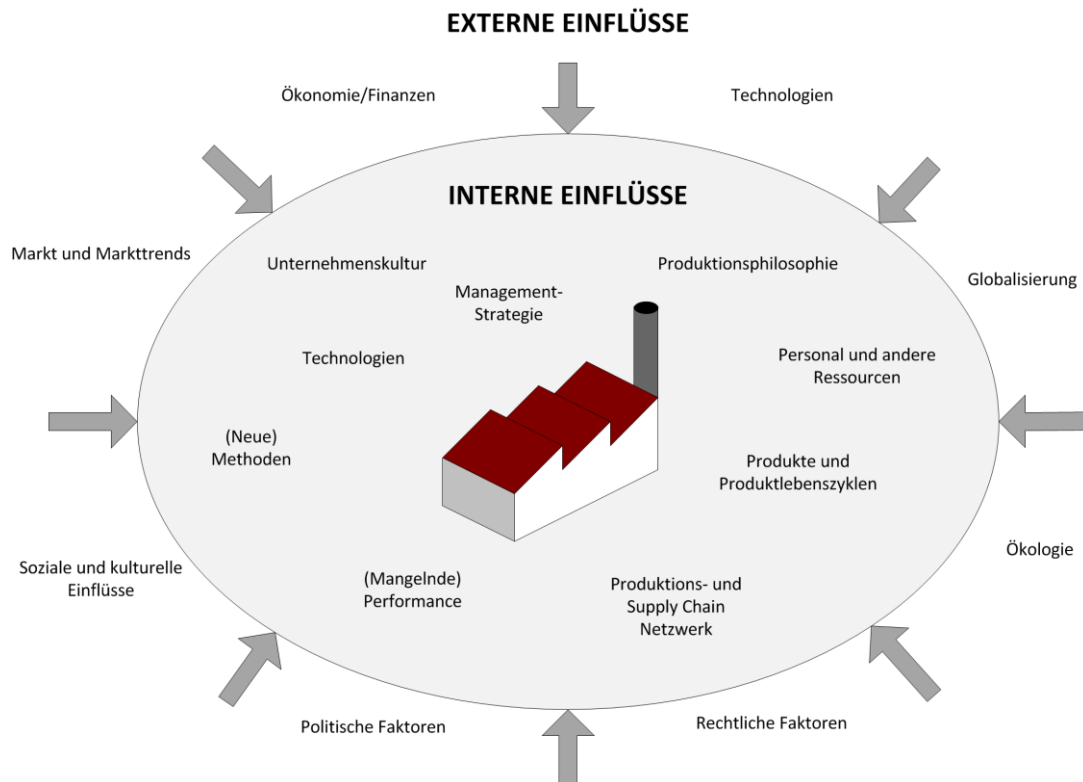 EXTERNE EINFLÜSSE
Ökonomie/Finanzen
Technologien
INTERNE EINFLÜSSE
Markt und Markttrends
Unternehmenskultur
Produktionsphilosophie
Globalisierung
Management-
Strategie
Technologien
Personal und andere
Ressourcen
(Neue)
Methoden
Produkte und
Produktlebenszyklen
Ökologie
Soziale und kulturelle
Einflüsse
(Mangelnde)
Performance
Produktions- und
Supply Chain
Netzwerk
Politische Faktoren
Rechtliche Faktoren